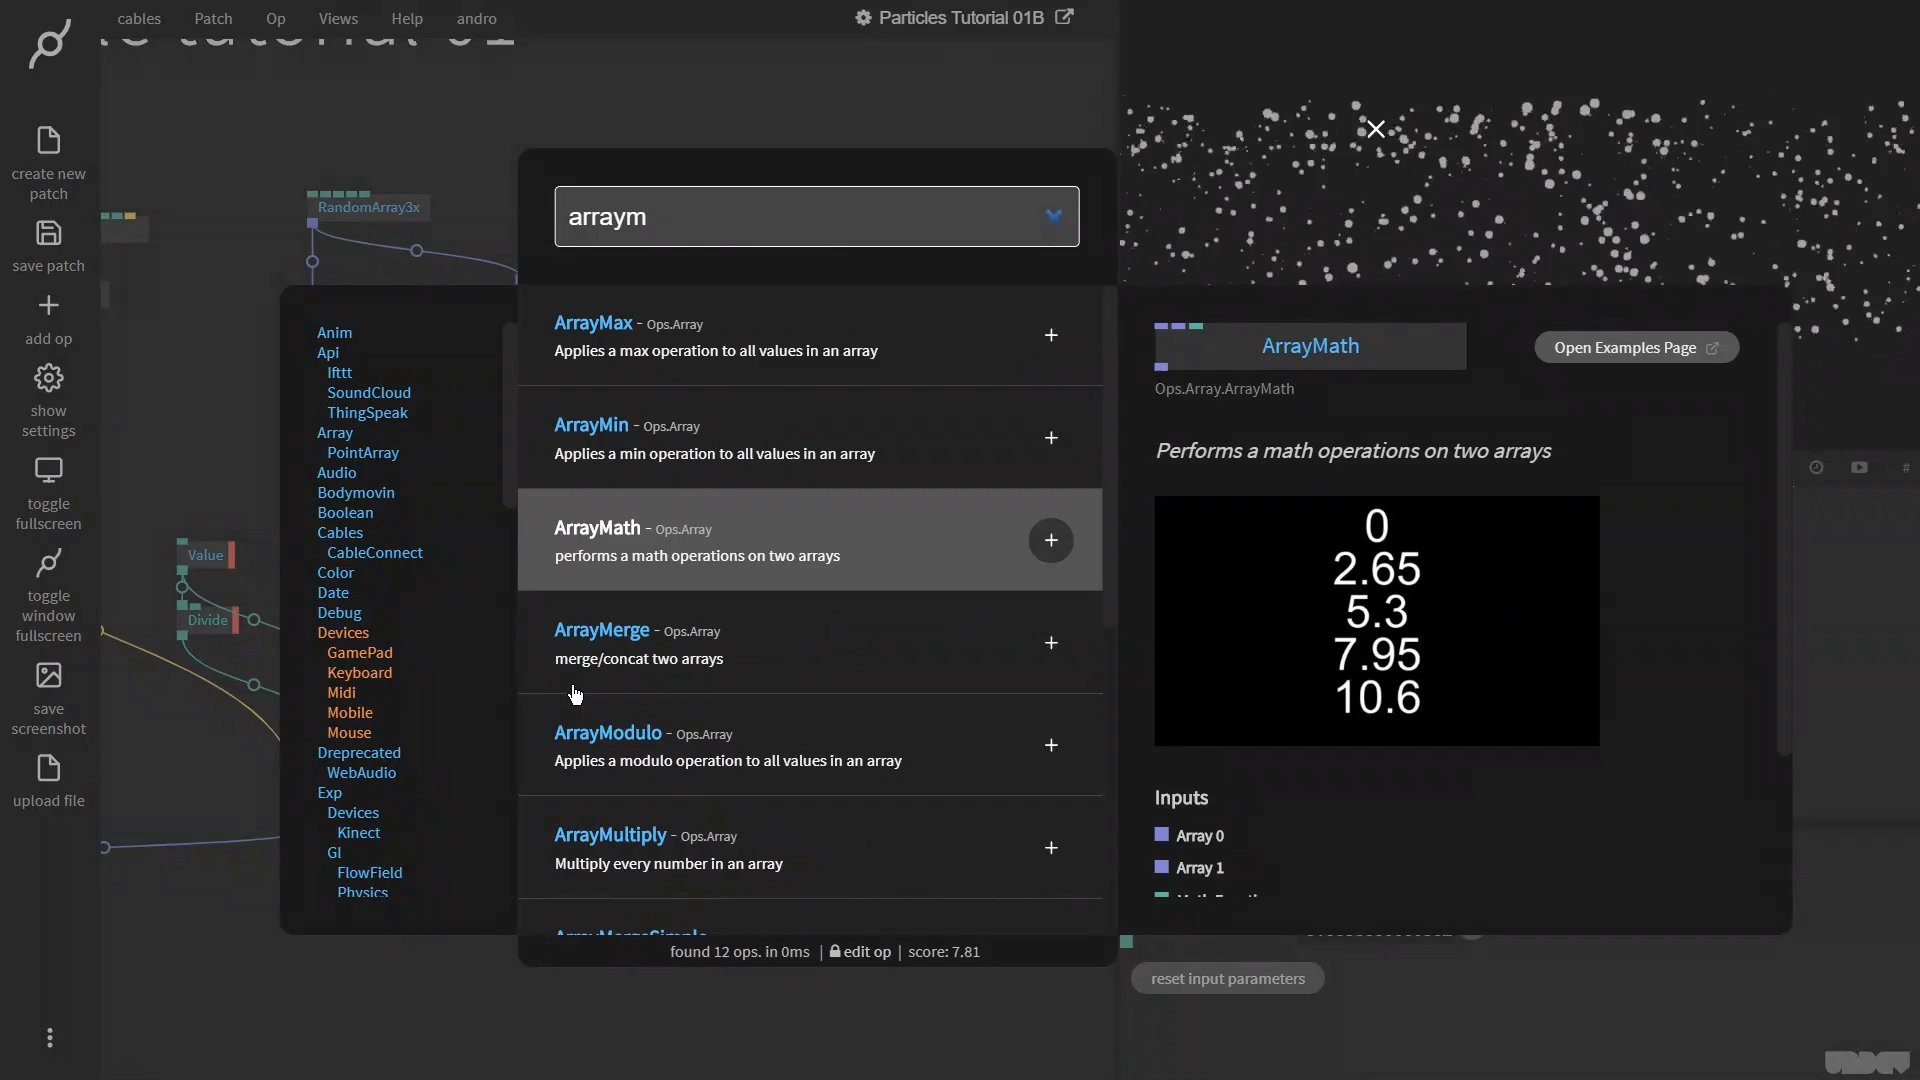 cables Patch Op Views Help andro
Particles Tutorial 01B
create new
patch
save patch
add op
show
settings
toggle
fullscreen
toggle
window
fullscreen
save
screenshot
upload file
RandomArray3x
Value
Divide
arraym
Anim
Api
Ifttt
SoundCloud
ThingSpeak
Array
PointArray
Audio
Bodymovin
Boolean
Cables
CableConnect
Color
Date
Debug
Devices
GamePad
Keyboard
Midi
Mobile
Mouse
Dreprecated
WebAudio
Exp
Devices
Kinect
Gl
FlowField
Physics
ArrayMax - Ops.Array
Applies a max operation to all values in an array
+
ArrayMin - Ops.Array
Applies a min operation to all values in an array
+
ArrayMath - Ops.Array
performs a math operations on two arrays
+
ArrayMerge - Ops.Array
merge/concat two arrays
+
ArrayModulo - Ops.Array
Applies a modulo operation to all values in an array
+
ArrayMultiply - Ops.Array
Multiply every number in an array
+
found 12 ops. in 0ms | edit op | score: 7.81
ArrayMath
Open Examples Page
Ops.Array.ArrayMath
Performs a math operations on two arrays
0
2.65
5.3
7.95
10.6
Inputs
Array 0
Array 1
#
reset input parameters